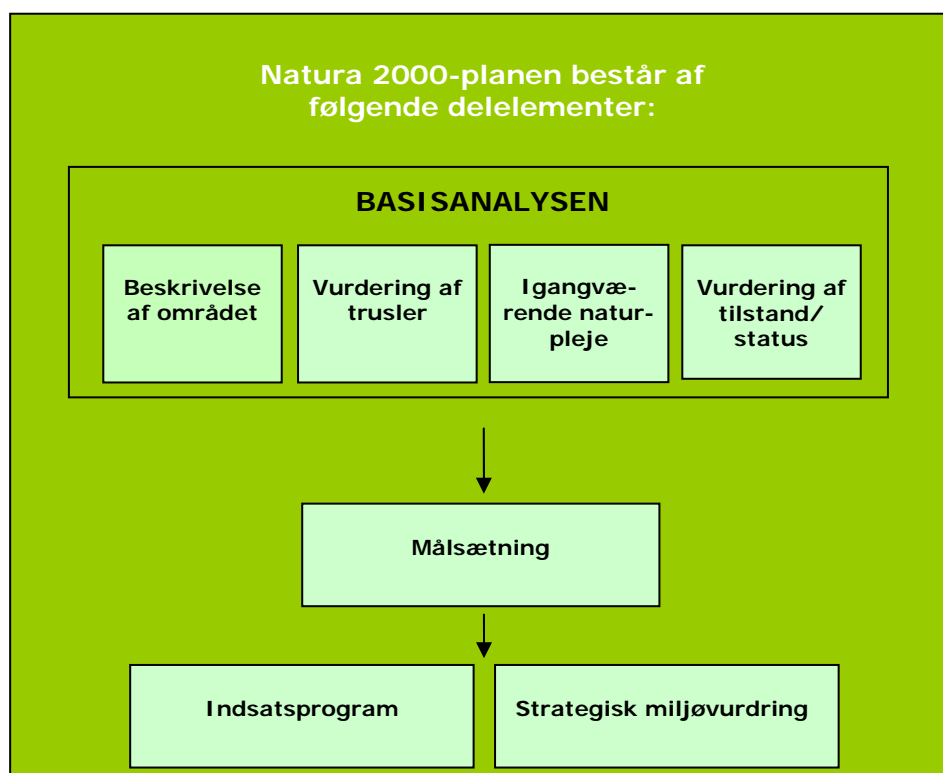 Natura 2000-planen består af
følgende delelementer:
BASISANALYSEN
Beskrivelse
af området
Vurdering af
trusler
Igangvæ-
rende natur-
pleje
Vurdering af
tilstand/
status
Målsætning
Indsatsprogram
Strategisk miljøvurdring